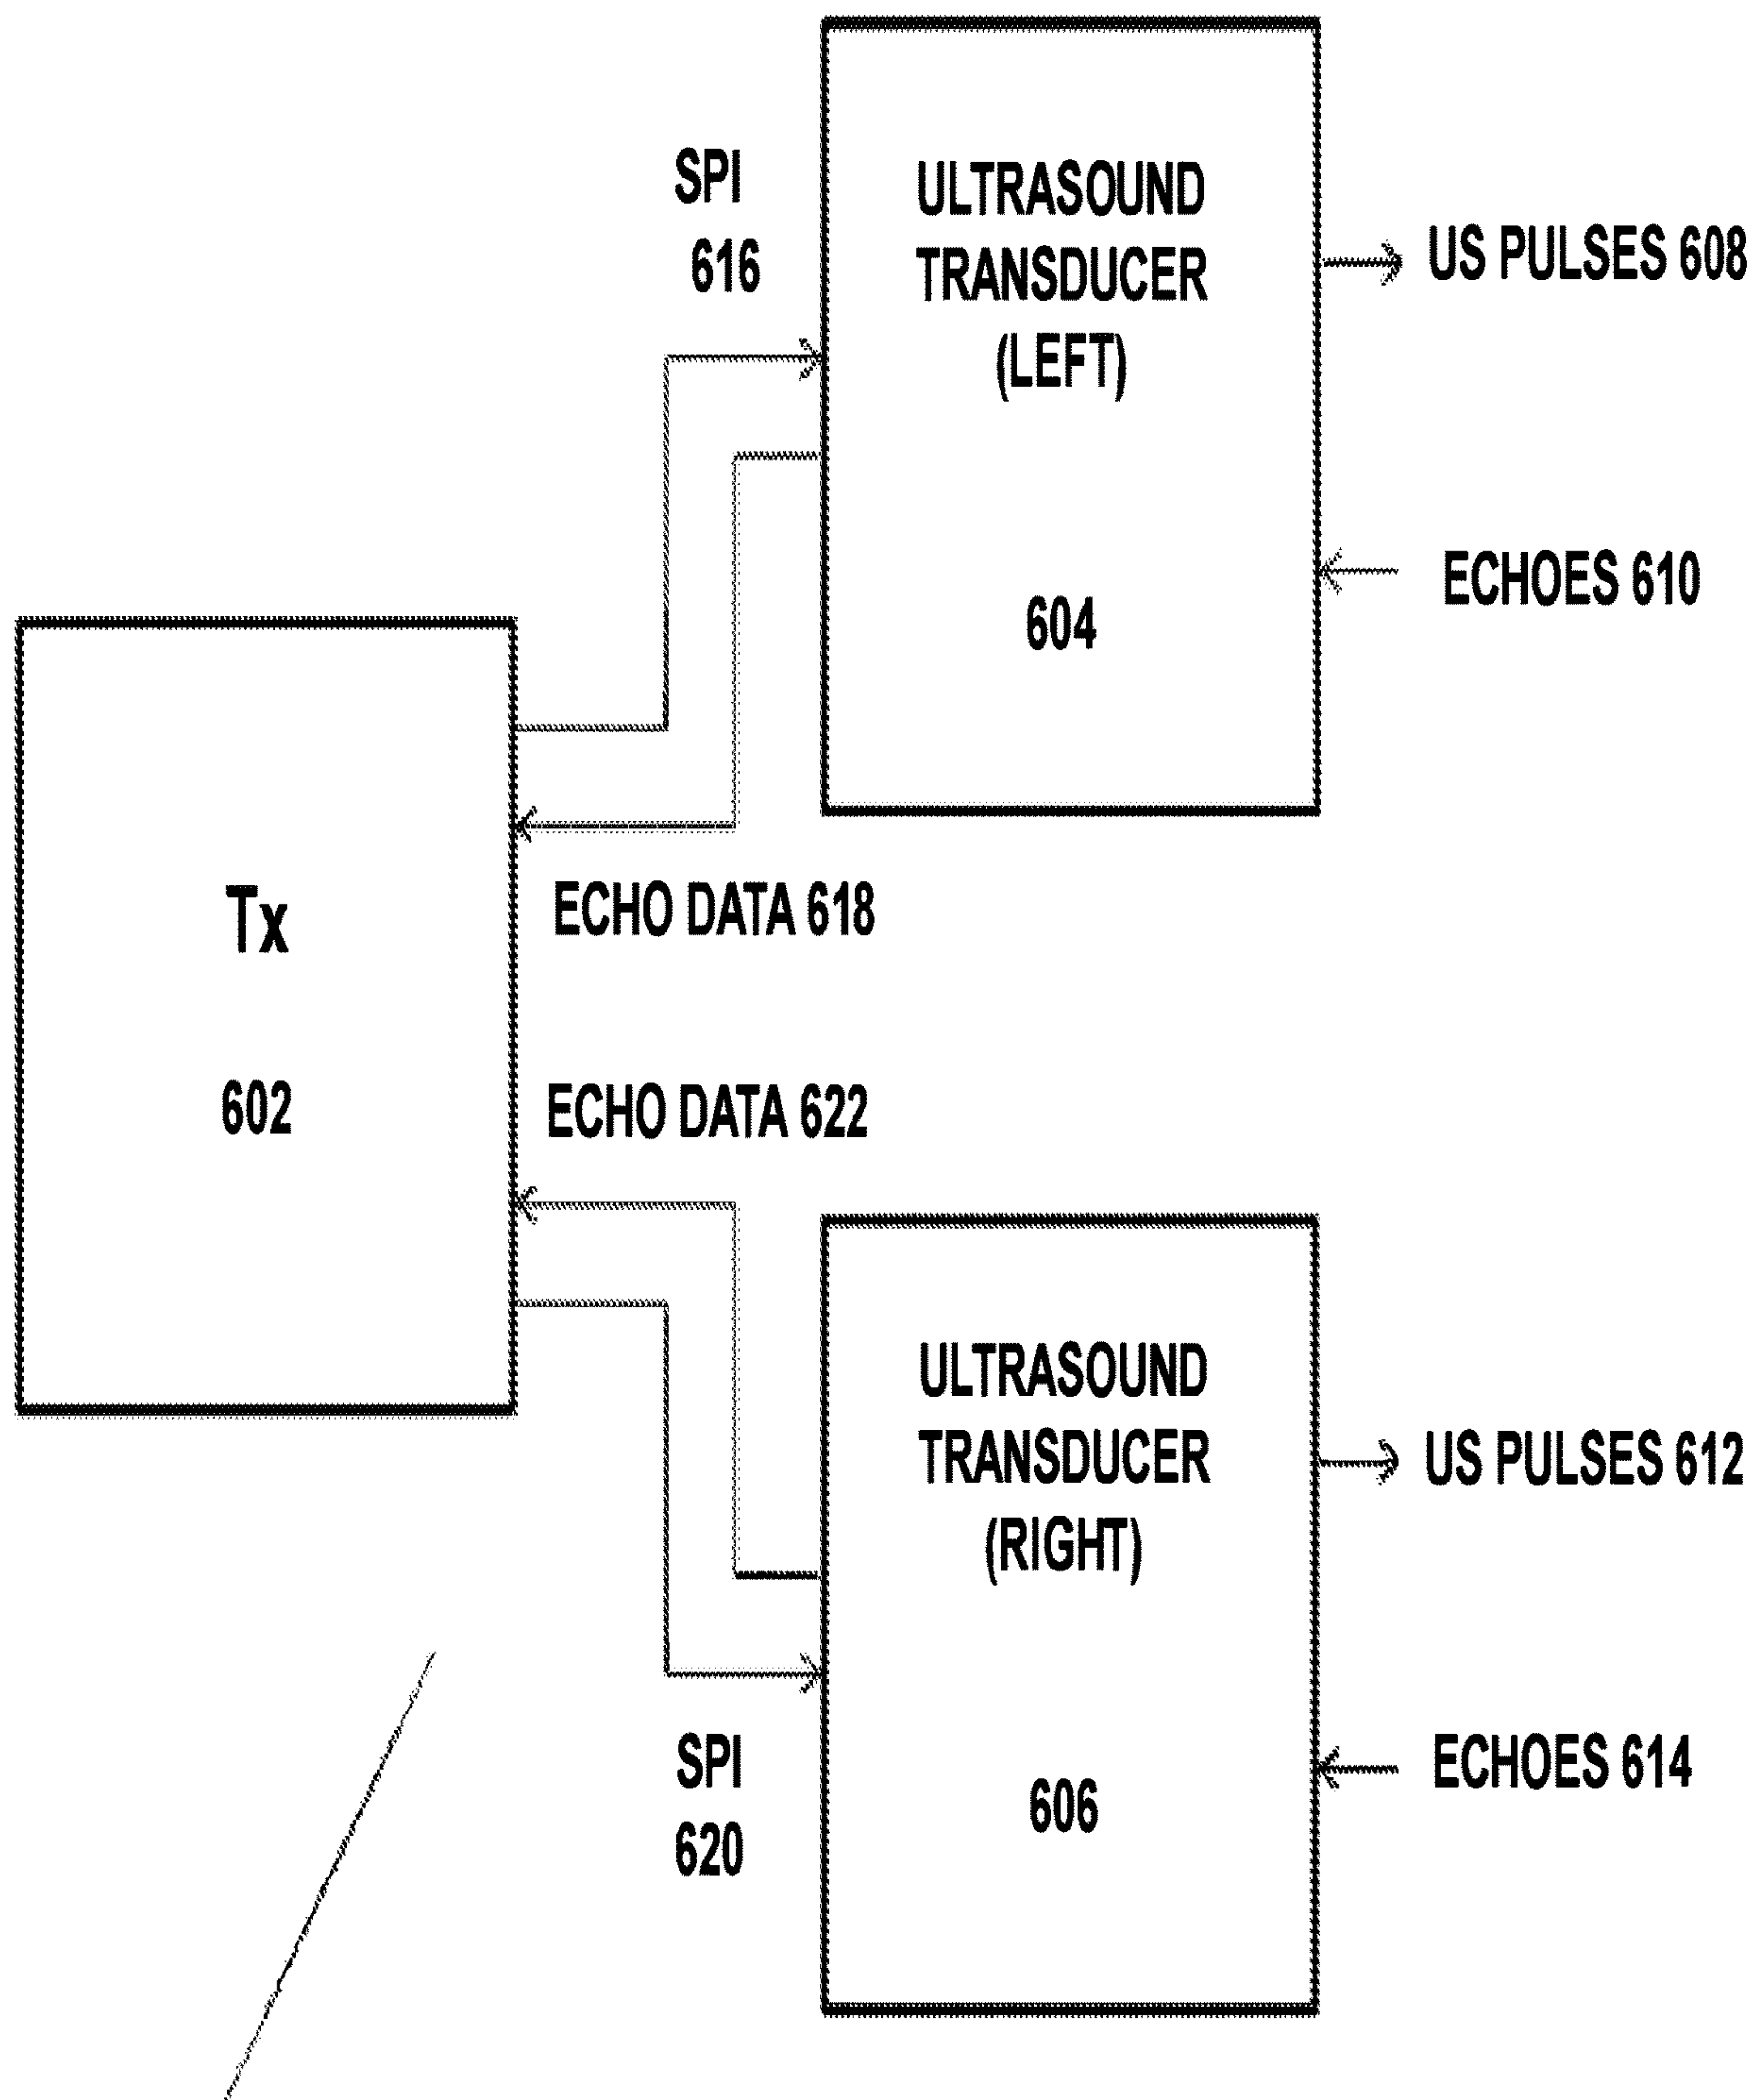 SPI
616
ULTRASOUND
TRANSDUCER
(LEFT)
604
US PULSES 608
ECHOES 610
Tx
602
ECHO DATA 618
ECHO DATA 622
ULTRASOUND
TRANSDUCER
(RIGHT)
606
US PULSES 612
ECHOES 614
SPI
620